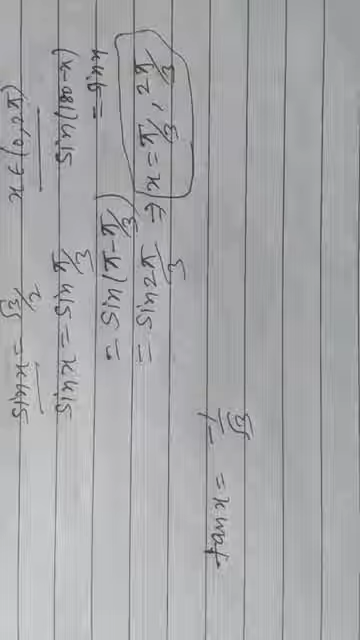 sin x = √3/2   x ∈ (0, 2π)
sin x = sin π/3   sin(180-x)
= sin(π - π/3)   = sin x
= sin 2π/3 ⇒ x = π/3, 2π/3
tan x = 1/√3